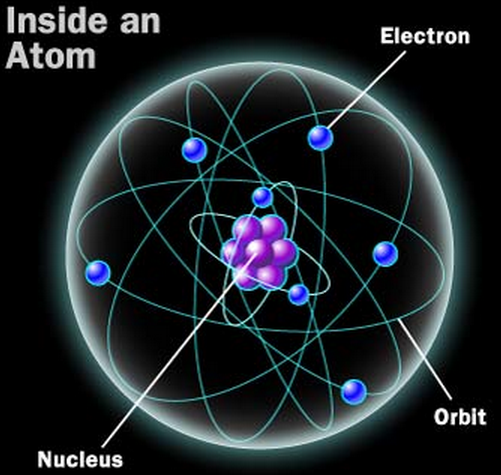 Inside an
Atom
Electron
Orbit
Nucleus